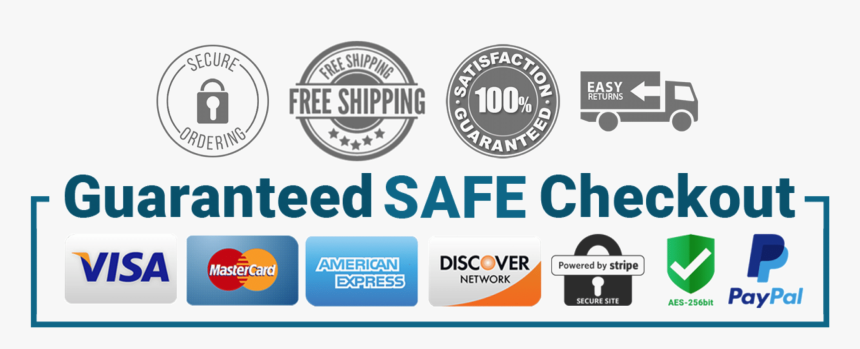 SECURE
ORDERING
FREE SHIPPING
FREE SHIPPING
SATISFACTION
100%
GUARANTEED
EASY
RETURNS
Guaranteed SAFE Checkout
VISA
MasterCard
AMERICAN
EXPRESS
DISCOVER
NETWORK
Powered by stripe
SECURE SITE
AES-256bit
PayPal